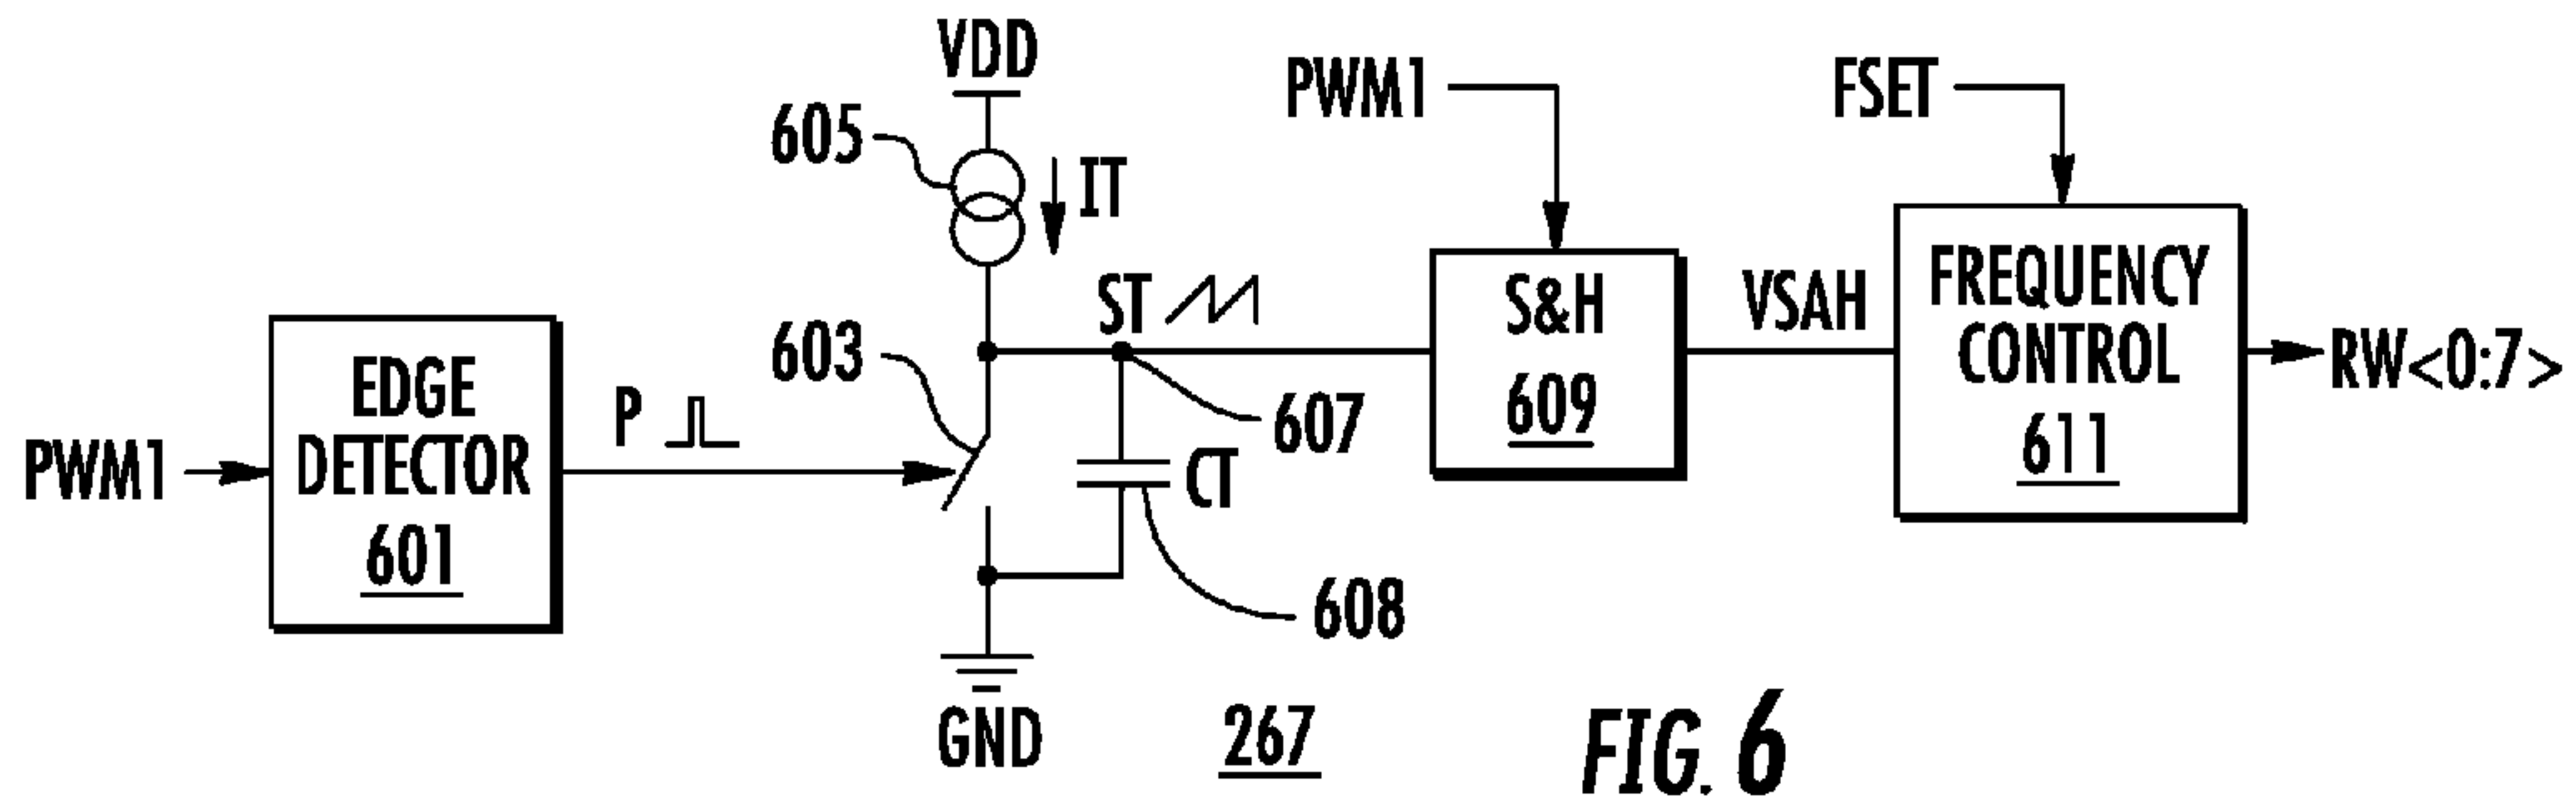 VDD
605
IT
PWM1
FSET
603
ST
S&H
609
VSAH
FREQUENCY
CONTROL
611
RW<0:7>
PWM1
EDGE
DETECTOR
601
P
607
CT
608
GND
267
FIG. 6